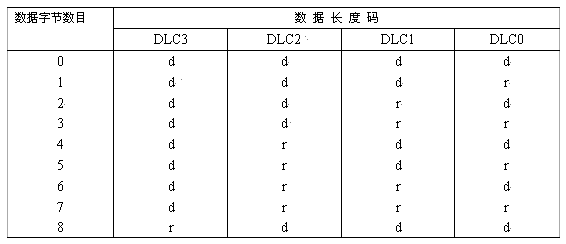 数据字节数目 数 据 长 度 码
DLC3 DLC2 DLC1 DLC0
0 d d d d
1 d d d r
2 d d r d
3 d d r r
4 d r d d
5 d r d r
6 d r r d
7 d r r r
8 r d d d